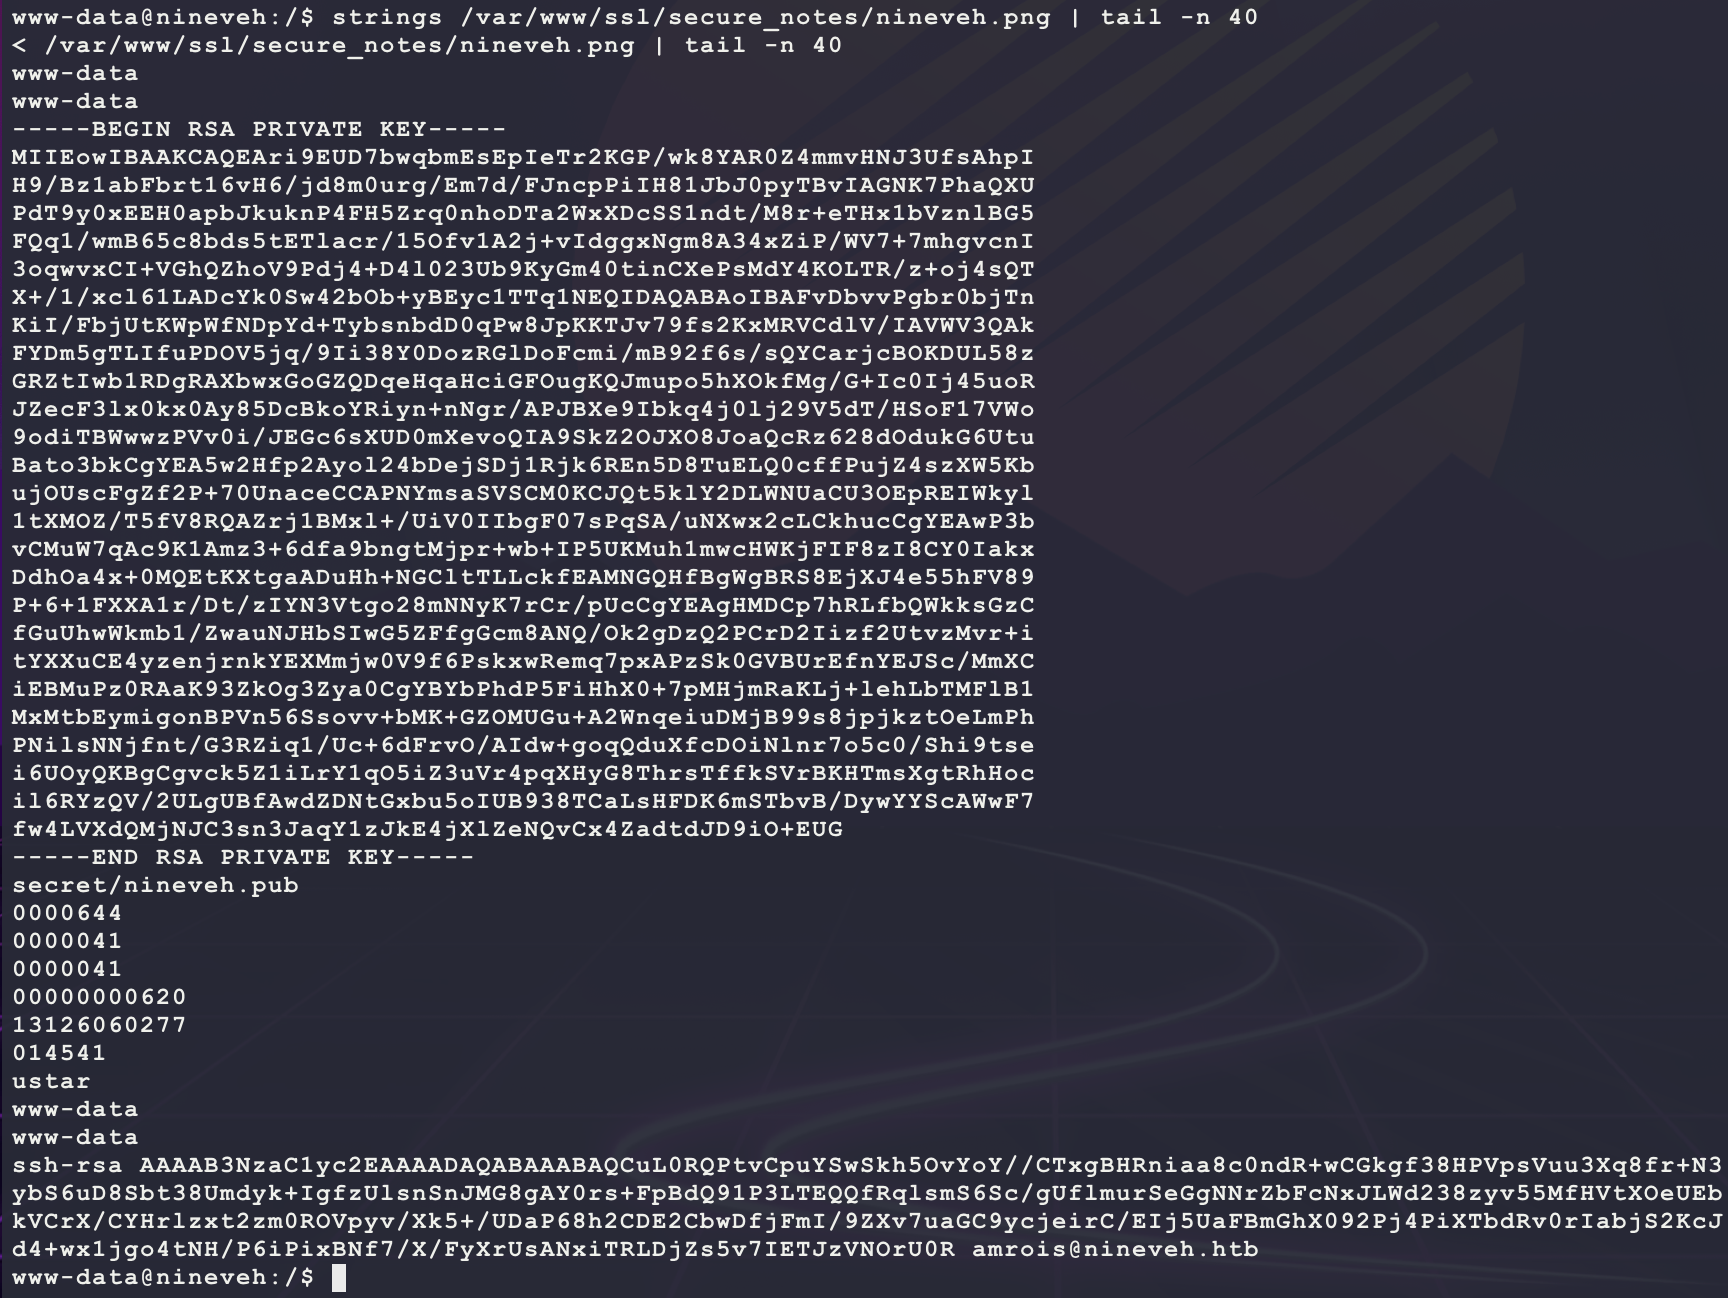 www-data@nineveh:/$ strings /var/www/ssl/secure_notes/nineveh.png | tail -n 40
< /var/www/ssl/secure_notes/nineveh.png | tail -n 40
www-data
www-data
-----BEGIN RSA PRIVATE KEY-----
MIIEowIBAAKCAQEAri9EUD7bwqbmEsEpIeTr2KGP/wk8YAR0Z4mmvHNJ3UfsAhpI
H9/Bz1abFbrt16vH6/jd8m0urg/Em7d/FJncpPiIH81JbJ0pyTBvIAGNK7PhaQXU
PdT9y0xEEH0apbJkuknP4FH5Zrq0nhoDTa2WxXDcSS1ndt/M8r+eTHx1bVznlBG5
FQq1/wmB65c8bds5tETlacr/15Ofv1A2j+vIdggxNgm8A34xZiP/WV7+7mhgvcnI
3oqwvxCI+VGhQZhoV9Pdj4+D4l023Ub9KyGm40tinCXePsMdY4KOLTR/z+oj4sQT
X+/1/xcl61LADcYk0Sw42bOb+yBEyc1TTq1NEQIDAQABAoIBAFvDbvvPgbr0bjTn
KiI/FbjUtKWpWfNDpYd+TybsnbdD0qPw8JpKKTJv79fs2KxMRVCdlV/IAVWV3QAk
FYDm5gTLIfuPDOV5jq/9Ii38Y0DozRGlDoFcmi/mB92f6s/sQYCarjcBOKDUL58z
GRZtIwb1RDgRAXbwxGoGZQDqeHqaHciGFOugKQJmupo5hXOkfMg/G+Ic0Ij45uoR
JZecF3lx0kx0Ay85DcBkoYRiyn+nNgr/APJBXe9Ibkq4j0lj29V5dT/HSoF17VWo
9odiTBWwwzPVv0i/JEGc6sXUD0mXevoQIA9SkZ2OJXO8JoaQcRz628dOdukG6Utu
Bato3bkCgYEA5w2Hfp2Ayol24bDejSDj1Rjk6REn5D8TuELQ0cffPujZ4szXW5Kb
ujOUscFgZf2P+70UnaceCCAPNYmsaSVSCM0KCJQt5klY2DLWNUaCU3OEpREIWkyl
1tXMOZ/T5fV8RQAZrj1BMxl+/UiV0IIbgF07sPqSA/uNXwx2cLCkhucCgYEAwP3b
vCMuW7qAc9K1Amz3+6dfa9bngtMjpr+wb+IP5UKMuh1mwcHWKjFIF8zI8CY0Iakx
DdhOa4x+0MQEtKXtgaADuHh+NGCltTLLckfEAMNGQHfBgWgBRS8EjXJ4e55hFV89
P+6+1FXXA1r/Dt/zIYN3Vtgo28mNNyK7rCr/pUcCgYEAgHMDCp7hRLfbQWkksGzC
fGuUhwWkmb1/ZwauNJHbSIwG5ZFfgGcm8ANQ/Ok2gDzQ2PCrD2Iizf2UtvzMvr+i
tYXXuCE4yzenjrnkYEXMmjw0V9f6PskxwRemq7pxAPzSk0GVBUrEfnYEJSc/MmXC
iEBMuPz0RAaK93ZkOg3Zya0CgYBYbPhdP5FiHhX0+7pMHjmRaKLj+lehLbTMFlB1
MxMtbEymigonBPVn56Ssovv+bMK+GZOMUGu+A2WnqeiuDMjB99s8jpjkztOeLmPh
PNilsNNjfnt/G3RZiq1/Uc+6dFrvO/AIdw+goqQduXfcDOiNlnr7o5c0/Shi9tse
i6UOyQKBgCgvck5Z1iLrY1qO5iZ3uVr4pqXHyG8ThrsTffkSVrBKHTmsXgtRhHoc
il6RYzQV/2ULgUBfAwdZDNtGxbu5oIUB938TCaLsHFDK6mSTbvB/DywYYScAWwF7
fw4LVXdQMjNJC3sn3JaqY1zJkE4jXlZeNQvCx4ZadtdJD9iO+EUG
-----END RSA PRIVATE KEY-----
secret/nineveh.pub
0000644
0000041
0000041
00000000620
13126060277
014541
ustar
www-data
www-data
ssh-rsa AAAAB3NzaC1yc2EAAAADAQABAAABAQCuL0RQPtvCpuYSwSkh5OvYoY//CTxgBHRniaa8c0ndR+wCGkgf38HPVpsVuu3Xq8fr+N3
ybS6uD8Sbt38Umdyk+IgfzUlsnSnJMG8gAY0rs+FpBdQ91P3LTEQQfRqlsmS6Sc/gUflmurSeGgNNrZbFcNxJLWd238zyv55MfHVtXOeUEb
kVCrX/CYHrlzxt2zm0ROVpyv/Xk5+/UDaP68h2CDE2CbwDfjFmI/9ZXv7uaGC9ycjeirC/EIj5UaFBmGhX092Pj4PiXTbdRv0rIabjS2KcJ
d4+wx1jgo4tNH/P6iPixBNf7/X/FyXrUsANxiTRLDjZs5v7IETJzVNOrU0R amrois@nineveh.htb
www-data@nineveh:/$